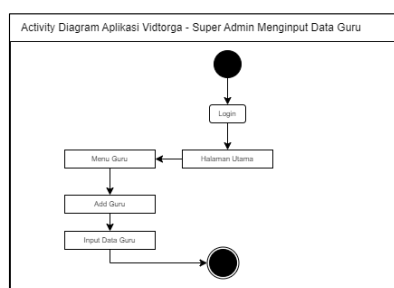 Activity Diagram Aplikasi Vidtorga - Super Admin Menginput Data Guru
Login
Halaman Utama
Menu Guru
Add Guru
Input Data Guru